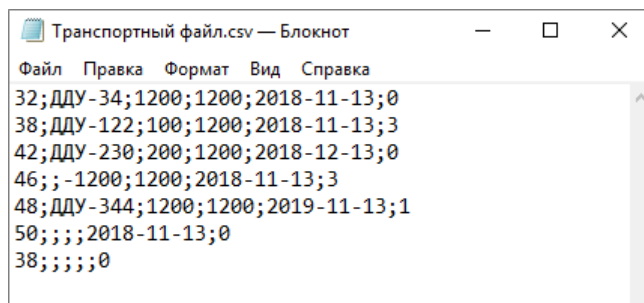 Транспортный файл.csv — Блокнот
Файл Правка Формат Вид Справка
32;ДДУ-34;1200;1200;2018-11-13;0
38;ДДУ-122;100;1200;2018-11-13;3
42;ДДУ-230;200;1200;2018-12-13;0
46;;-1200;1200;2018-11-13;3
48;ДДУ-344;1200;1200;2019-11-13;1
50;;;;2018-11-13;0
38;;;;;0